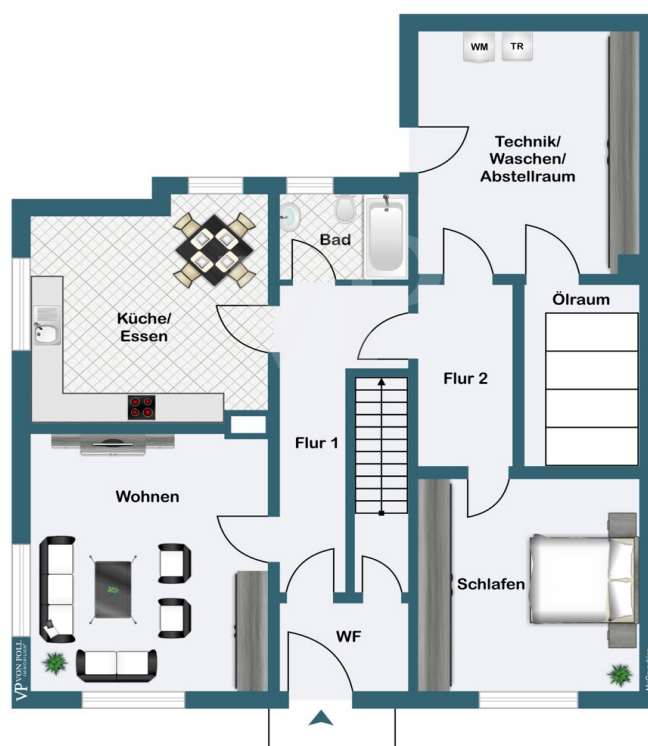 WM
TR
Technik/
Waschen/
Abstellraum
Bad
Küche/
Essen
Ölraum
Flur 2
Flur 1
Wohnen
Schlafen
WF
VP VON POLL
IMMOBILIEN